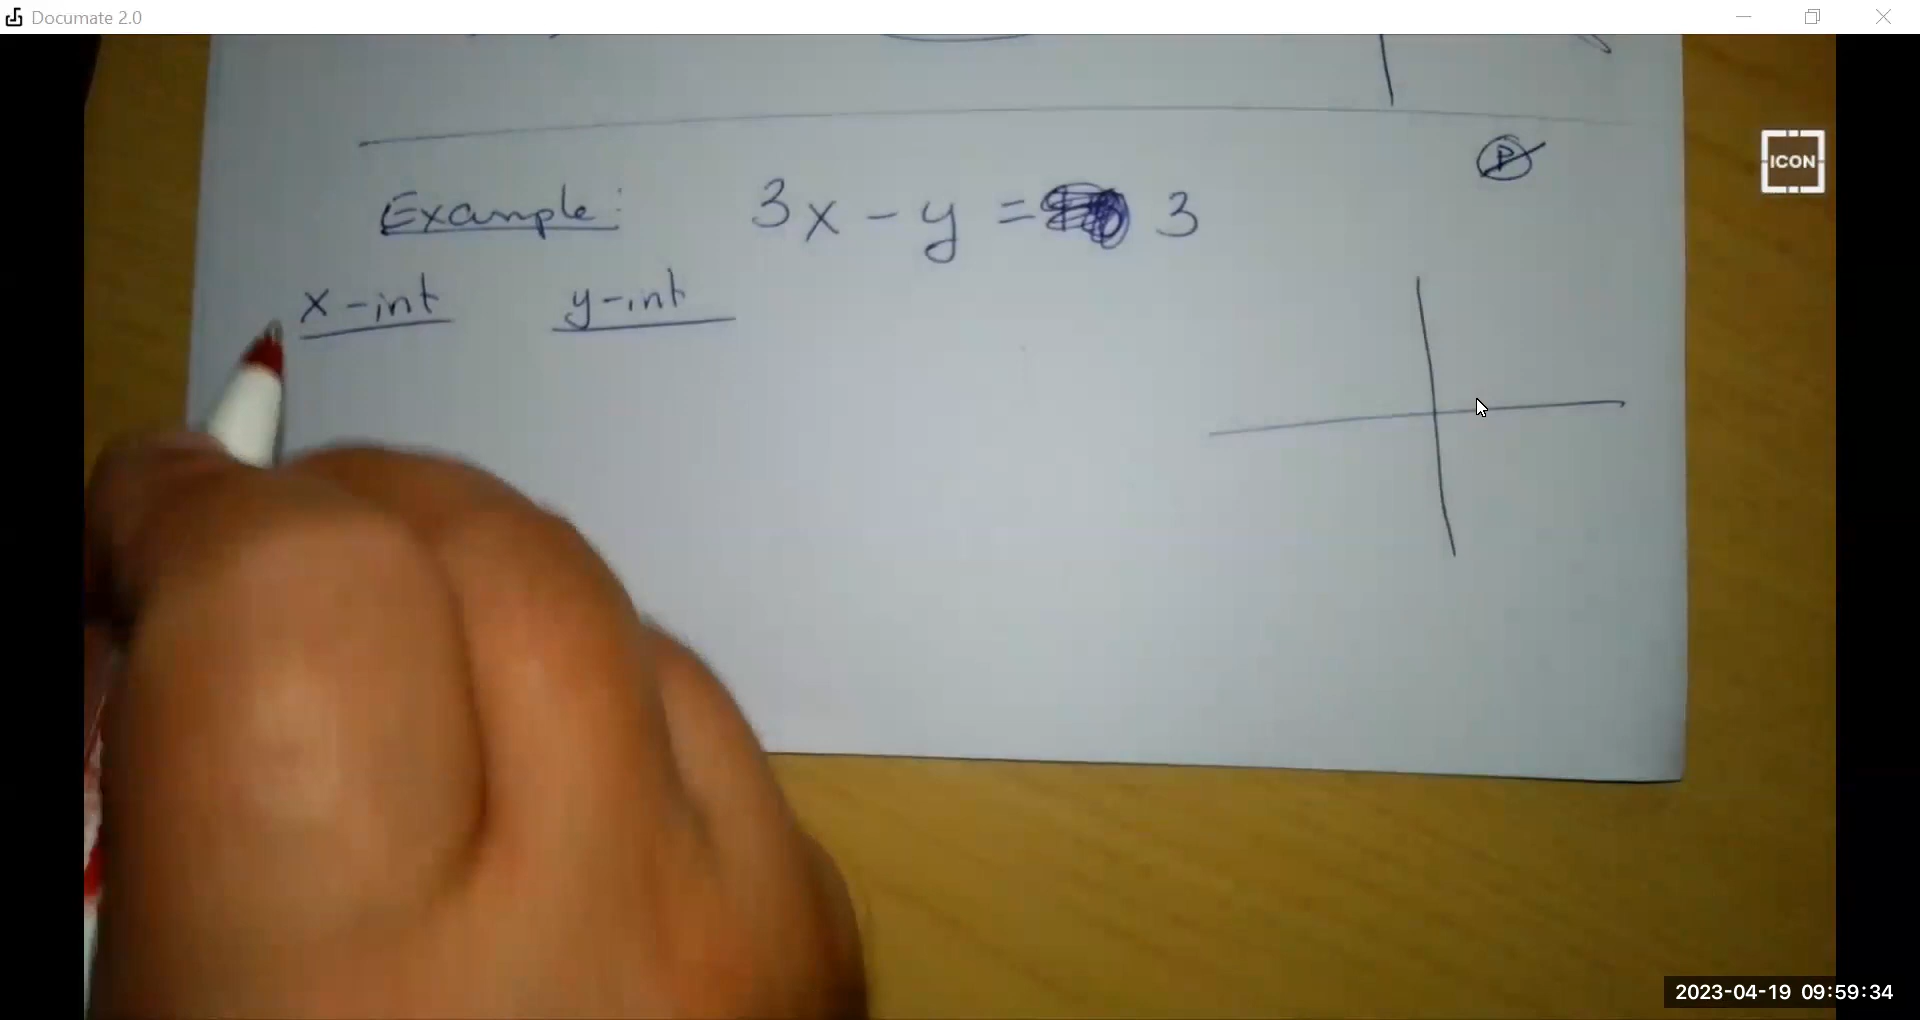 Documate 2.0
ICON
P
Example: 3x - y = 3
x-int y-int
2023-04-19 09:59:34